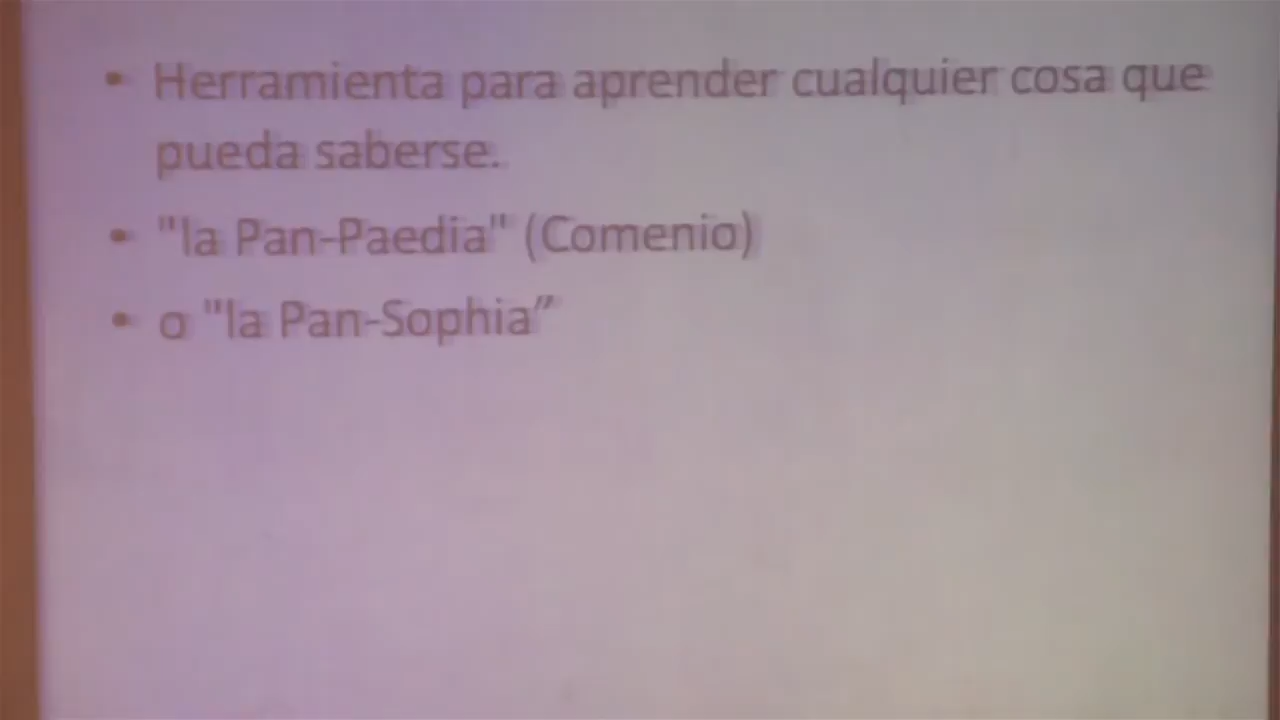 • Herramienta para aprender cualquier cosa que
pueda saberse.
• "la Pan-Paedia" (Comenio)
• o "la Pan-Sophia”